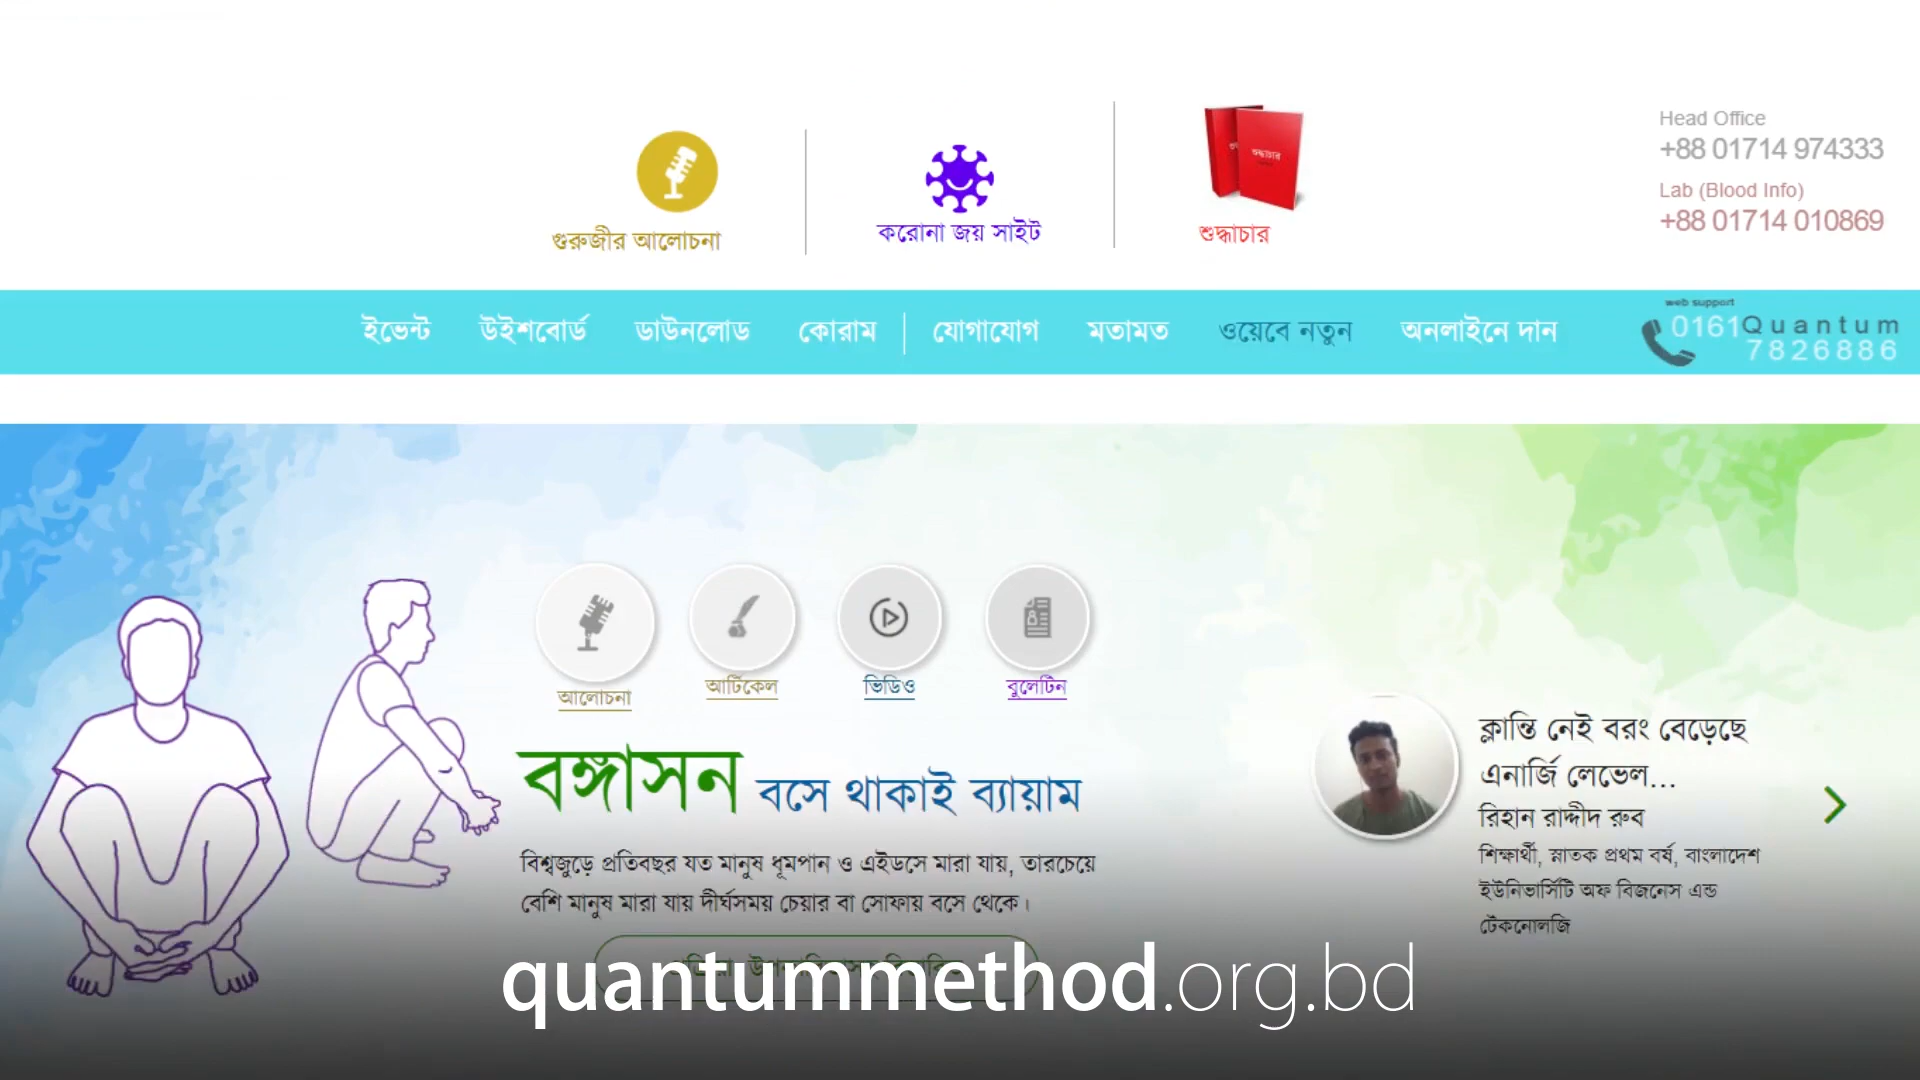 Head Office
+88 01714 974333
Lab (Blood Info)
+88 01714 010869
গুরুজীর আলোচনা
করোনা জয় সাইট
শুদ্ধাচার
শুদ্ধাচার
ইভেন্ট উইশবোর্ড ডাউনলোড কোরাম যোগাযোগ মতামত ওয়েবে নতুন অনলাইনে দান
web support
0161Quantum
7826886
আলোচনা আর্টিকেল ভিডিও বুলেটিন
বঙ্গাসন বসে থাকাই ব্যায়াম
বিশ্বজুড়ে প্রতিবছর যত মানুষ ধূমপান ও এইডসে মারা যায়, তারচেয়ে
বেশি মানুষ মারা যায় দীর্ঘসময় চেয়ার বা সোফায় বসে থেকে।
ক্লান্তি নেই বরং বেড়েছে
এনার্জি লেভেল...
রিহান রাদ্দীদ রুব
শিক্ষার্থী, স্নাতক প্রথম বর্ষ, বাংলাদেশ
ইউনিভার্সিটি অফ বিজনেস এন্ড
টেকনোলজি
quantummethod.org.bd